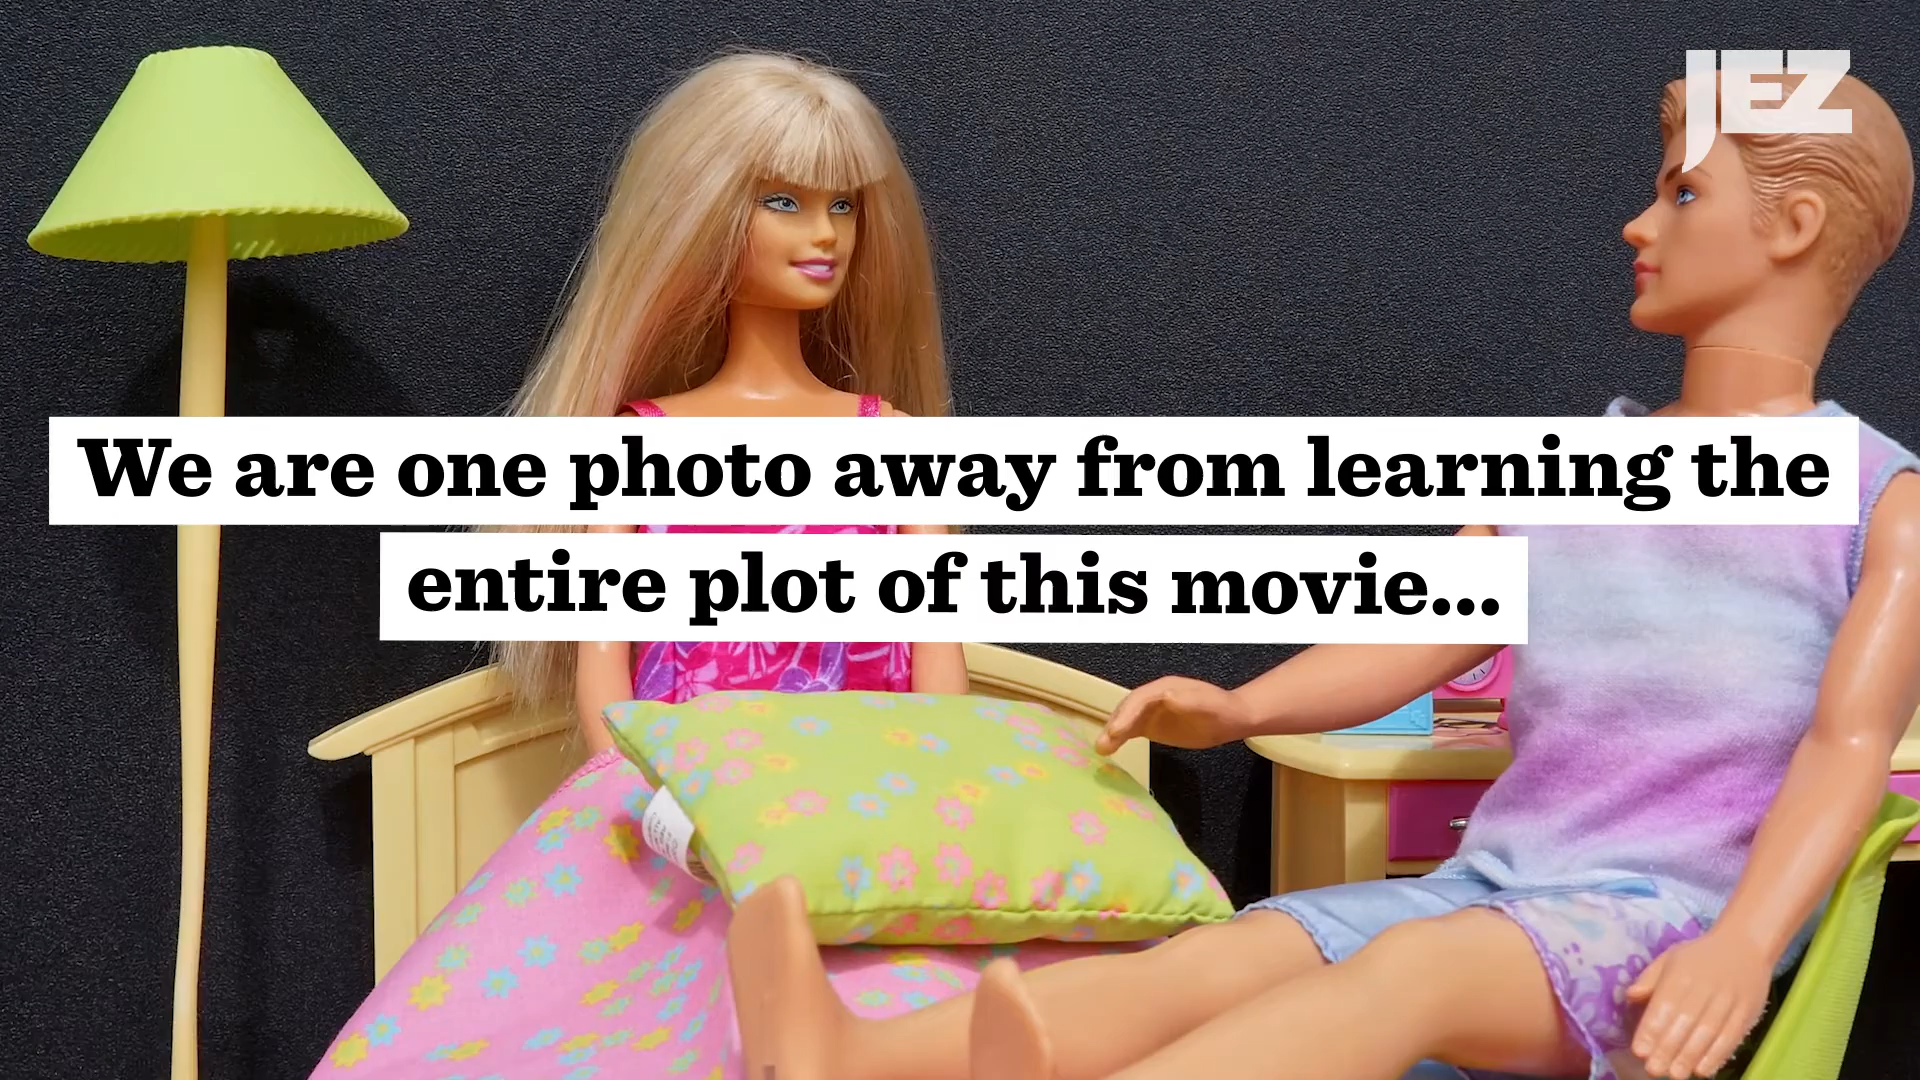 JEZ
We are one photo away from learning the
entire plot of this movie...